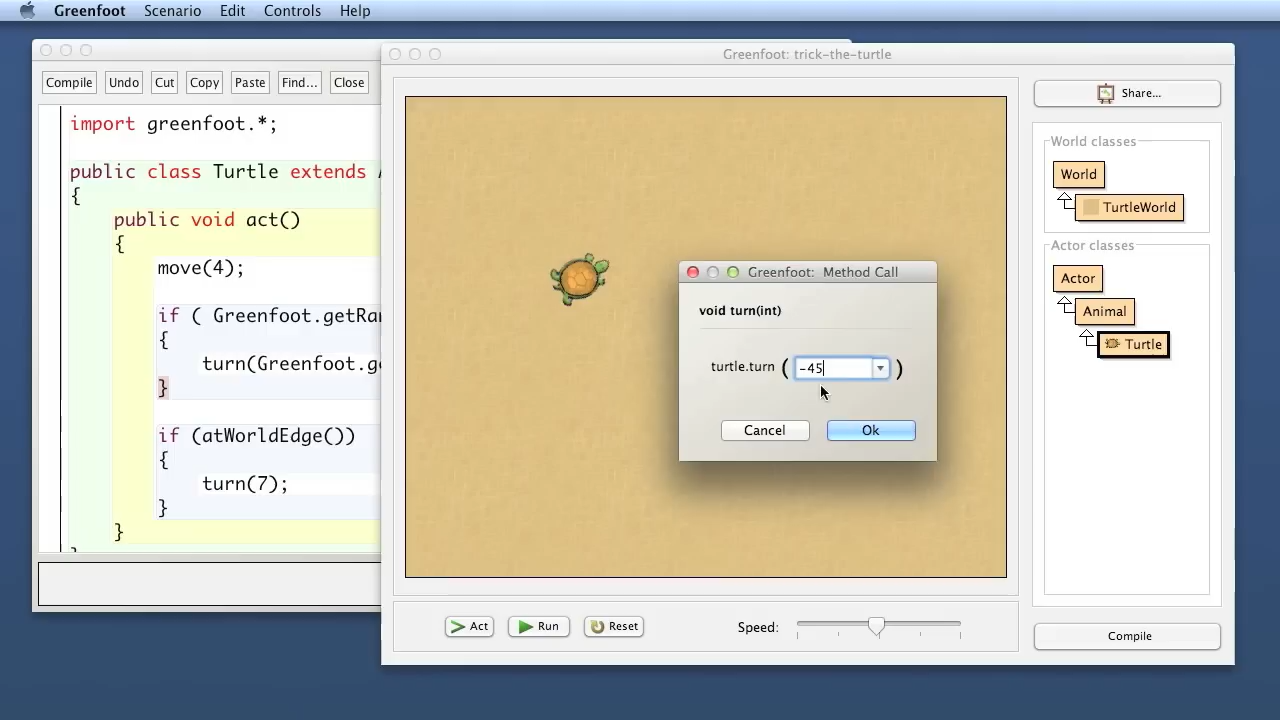 Greenfoot Scenario Edit Controls Help
Compile Undo Cut Copy Paste Find... Close
import greenfoot.*;
public class Turtle extends
{
public void act()
{
move(4);
if ( Greenfoot.getRa
{
turn(Greenfoot.g
}
if (atWorldEdge())
{
turn(7);
}
}
Greenfoot: trick-the-turtle
Greenfoot: Method Call
void turn(int)
turtle.turn ( -45 )
Cancel Ok
> Act Run Reset Speed:
Share...
World classes
World
TurtleWorld
Actor classes
Actor
Animal
Turtle
Compile